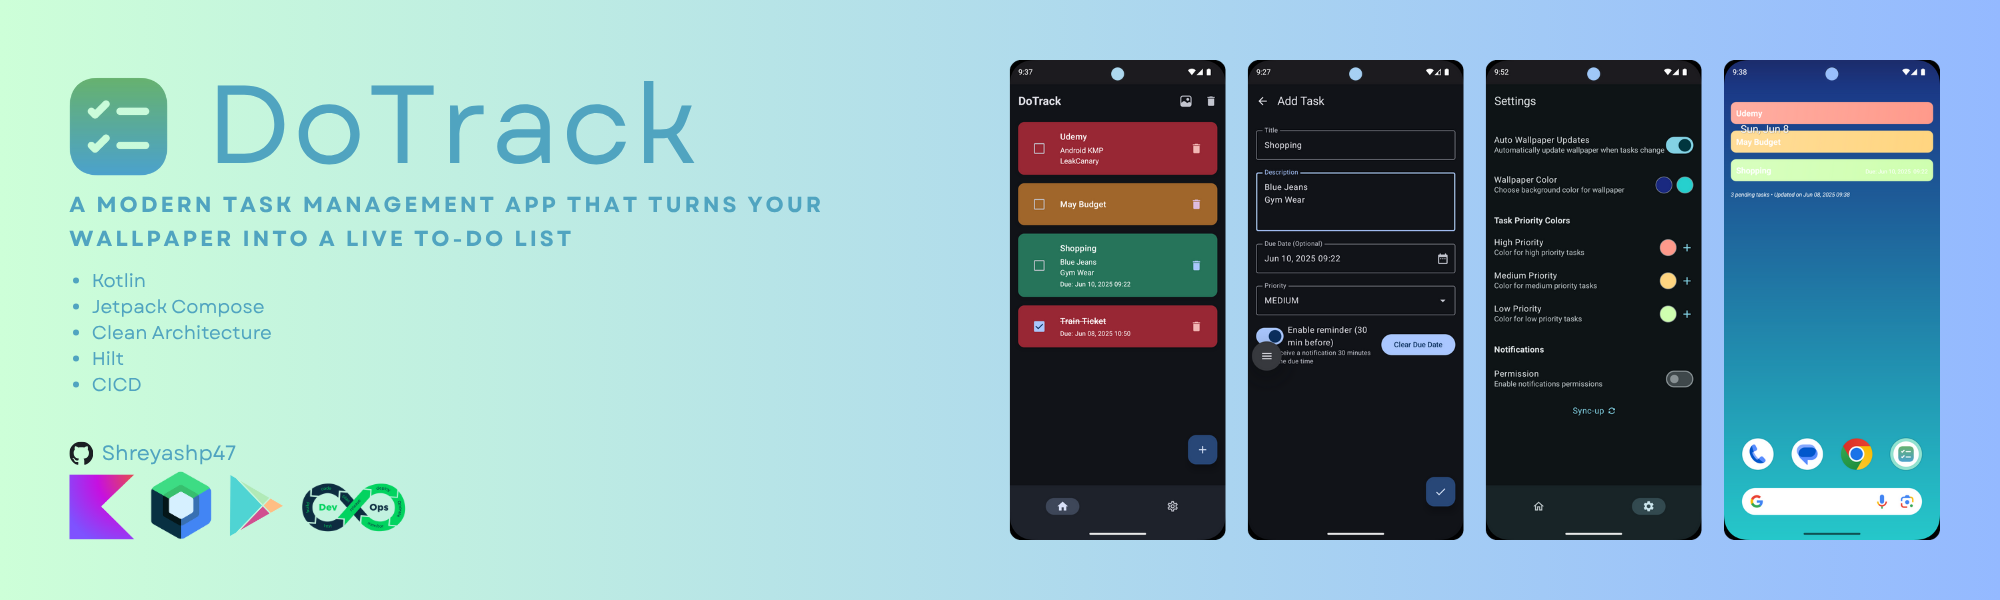 DoTrack
A MODERN TASK MANAGEMENT APP THAT TURNS YOUR
WALLPAPER INTO A LIVE TO-DO LIST
Kotlin
Jetpack Compose
Clean Architecture
Hilt
CICD
Shreyashp47
Dev
Ops
9:37
DoTrack
Udemy
Android KMP
LeakCanary
May Budget
Shopping
Blue Jeans
Gym Wear
Due: Jun 10, 2025 09:22
Train Ticket
Due: Jun 08, 2025 10:50
9:27
Add Task
Title
Shopping
Description
Blue Jeans
Gym Wear
Due Date (Optional)
Jun 10, 2025 09:22
Priority
MEDIUM
Enable reminder (30
min before)
Clear Due Date
a notification 30 minutes
due time
9:52
Settings
Auto Wallpaper Updates
Automatically update wallpaper when tasks change
Wallpaper Color
Choose background color for wallpaper
Task Priority Colors
High Priority
Color for high priority tasks
Medium Priority
Color for medium priority tasks
Low Priority
Color for low priority tasks
Notifications
Permission
Enable notifications permissions
Sync-up
9:38
Udemy
Sun, Jun 8
May Budget
Shopping
3 pending tasks • Updated on Jun 08, 2025 09:38